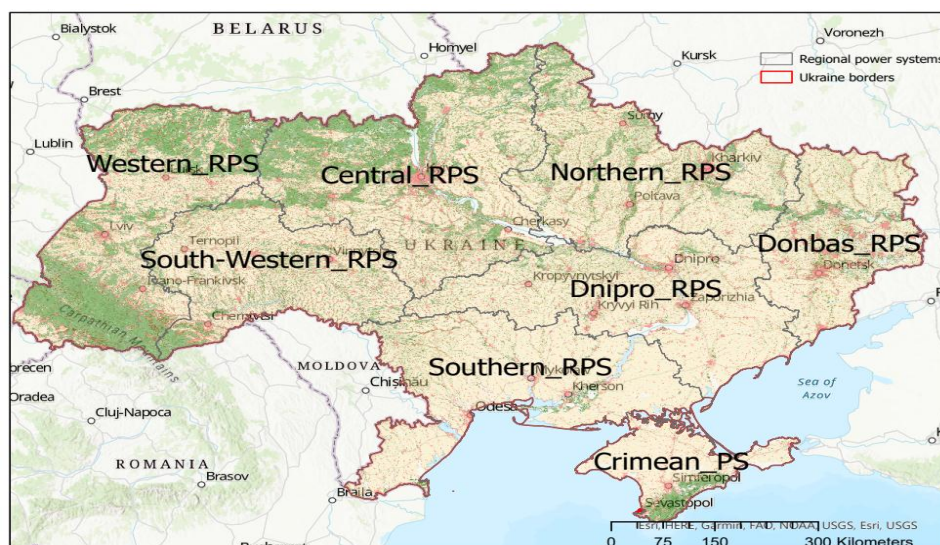 BELARUS
Bialystok
Homyel
Voronezh
Kursk
Regional power systems
Ukraine borders
Brest
Lublin
Sumy
Western_RPS
Central_RPS
Northern_RPS
Kharkiv
Poltava
Lviv
Ternopil
Cherkasy
UKRAINE
South-Western_RPS
Donbas_RPS
Donetsk
Ivano-Frankivsk
Kropyvnytskyi
Dnipro
Dnipro_RPS
Zaporizhia
Kryvyi Rih
Chernivtsi
Carpathian Mountains
MOLDOVA
Chișinău
Southern_RPS
Kherson
Odesa
Sea of
Azov
Oradea
Cluj-Napoca
ROMANIA
Brasov
Braila
Crimean_PS
Simferopol
Sevastopol
Esri, HERE, Garmin, FAO, NOAA, USGS, Esri, USGS
0 75 150 300 Kilometers